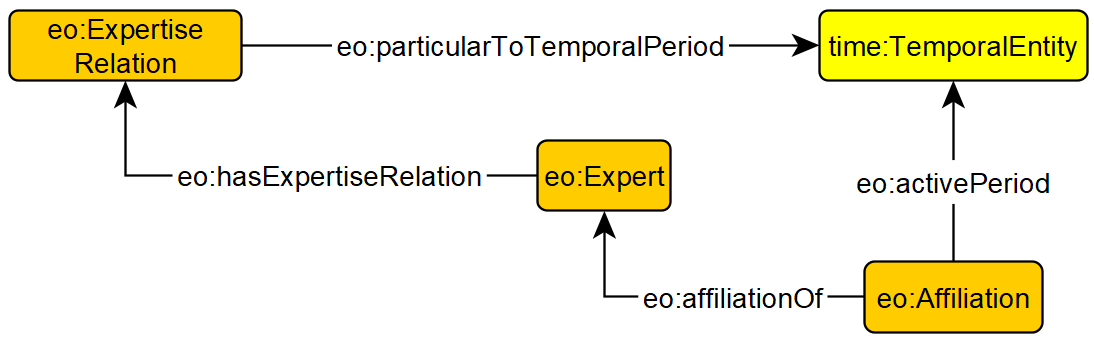 eo:Expertise
Relation
eo:particularToTemporalPeriod
time:TemporalEntity
eo:hasExpertiseRelation
eo:Expert
eo:activePeriod
eo:affiliationOf
eo:Affiliation